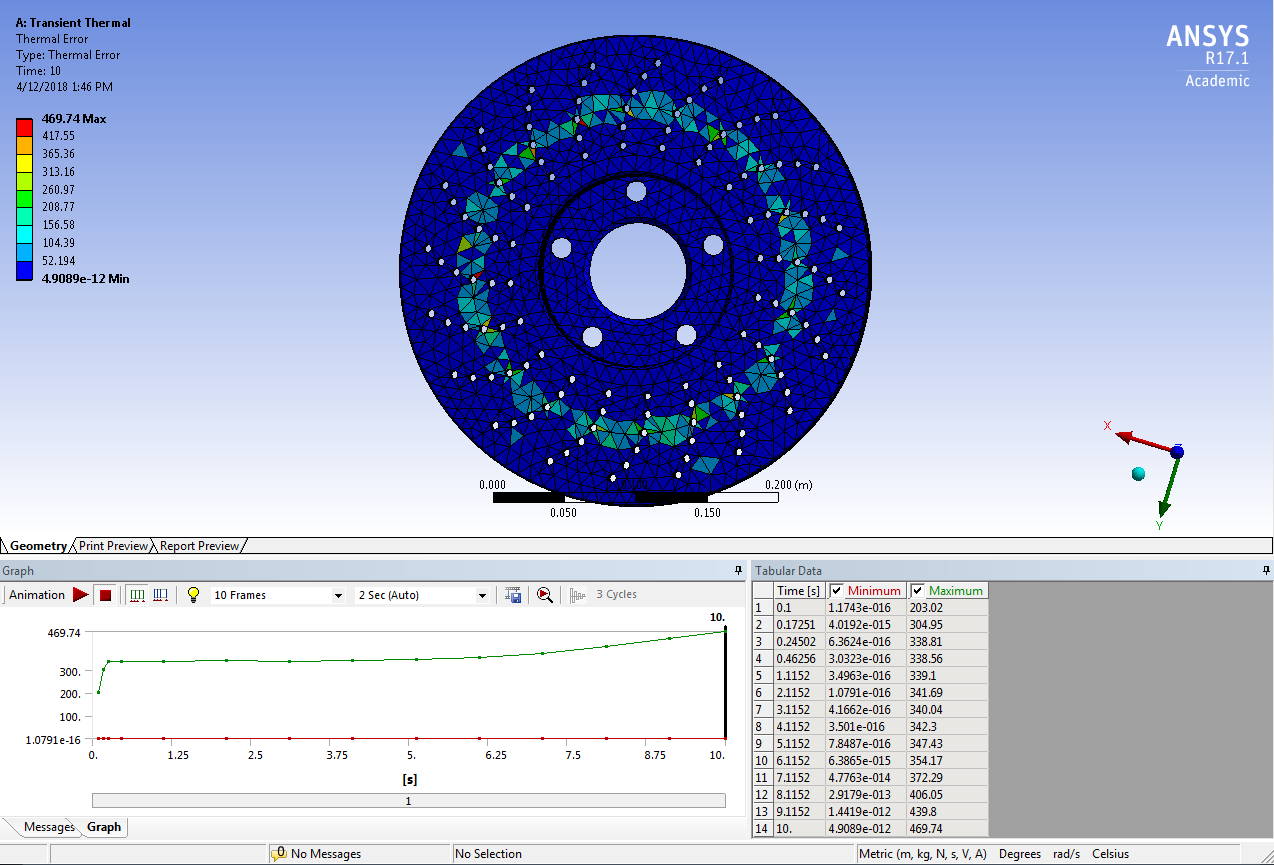 A: Transient Thermal
Thermal Error
Type: Thermal Error
Time: 10
4/12/2018 1:46 PM
469.74 Max
417.55
365.36
313.16
260.97
208.77
156.58
104.39
52.194
4.9089e-12 Min
ANSYS
R17.1
Academic
X
Z
Y
0.000
0.200 (m)
0.050
0.150
Geometry Print Preview Report Preview
Graph
Animation 10 Frames 2 Sec (Auto) 3 Cycles
10.
469.74
300.
200.
100.
1.0791e-16
0. 1.25 2.5 3.75 5. 6.25 7.5 8.75 10.
[s]
1
Messages Graph
Tabular Data
Time [s] Minimum Maximum
1 0.1 1.1743e-016 203.02
2 0.17251 4.0192e-015 304.95
3 0.24502 6.3624e-016 338.81
4 0.46256 3.0323e-016 338.56
5 1.1152 3.4963e-016 339.1
6 2.1152 1.0791e-016 341.69
7 3.1152 4.1662e-016 340.04
8 4.1152 3.501e-016 342.3
9 5.1152 7.8487e-016 347.43
10 6.1152 6.3865e-015 354.17
11 7.1152 4.7763e-014 372.29
12 8.1152 2.9179e-013 406.05
13 9.1152 1.4419e-012 439.8
14 10. 4.9089e-012 469.74
0 No Messages No Selection Metric (m, kg, N, s, V, A) Degrees rad/s Celsius